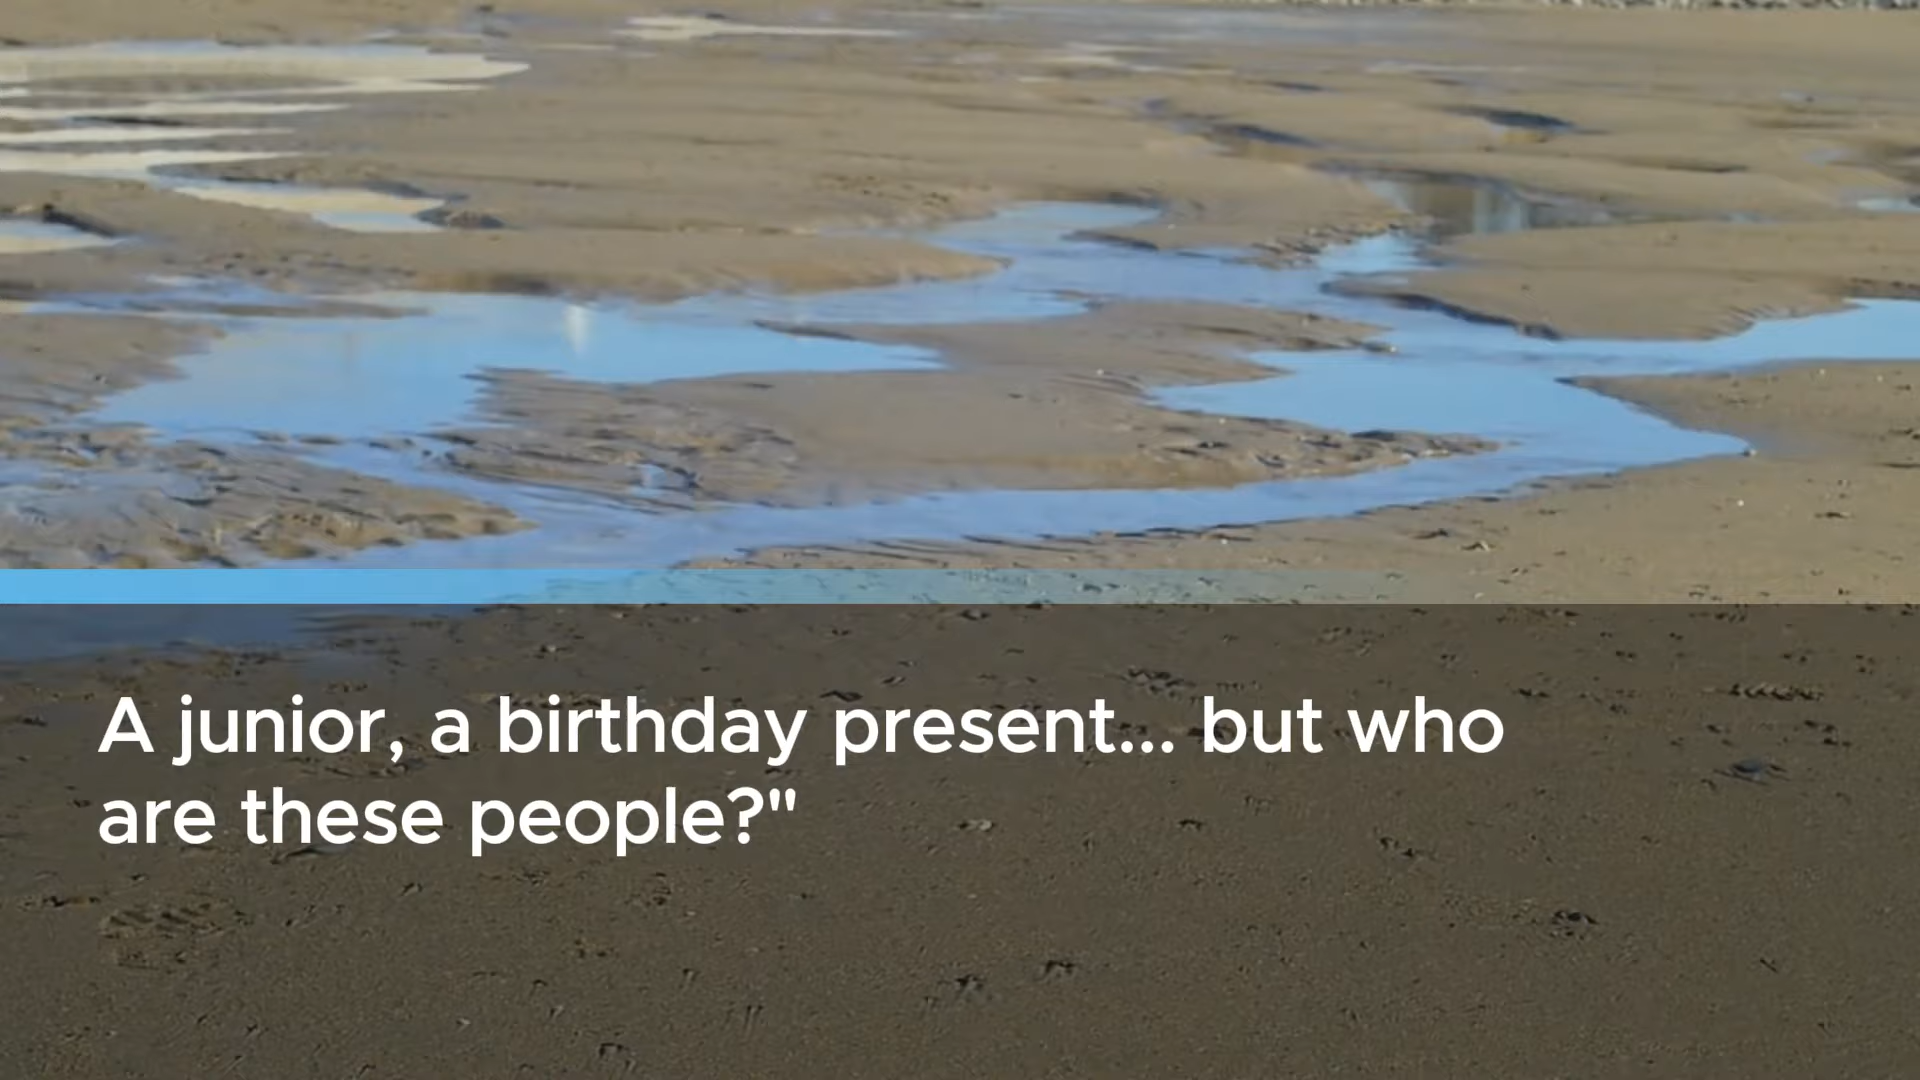 A junior, a birthday present... but who
are these people?"